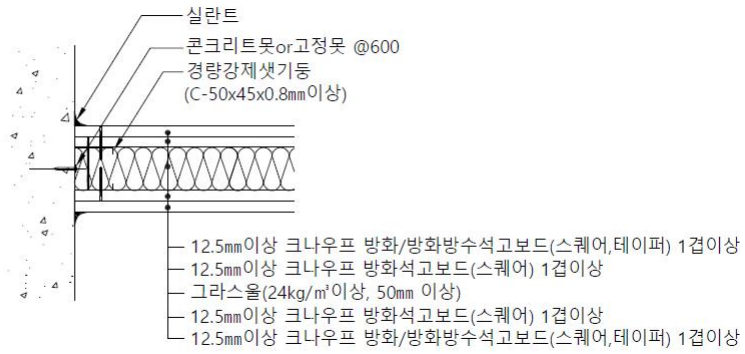 실란트
콘크리트못or고정못 @600
경량강제샛기둥
(C-50x45x0.8㎜이상)
12.5㎜이상 크나우프 방화/방화방수석고보드(스퀘어,테이퍼) 1겹이상
12.5㎜이상 크나우프 방화석고보드(스퀘어) 1겹이상
그라스울(24kg/㎥이상, 50㎜ 이상)
12.5㎜이상 크나우프 방화석고보드(스퀘어) 1겹이상
12.5㎜이상 크나우프 방화/방화방수석고보드(스퀘어,테이퍼) 1겹이상